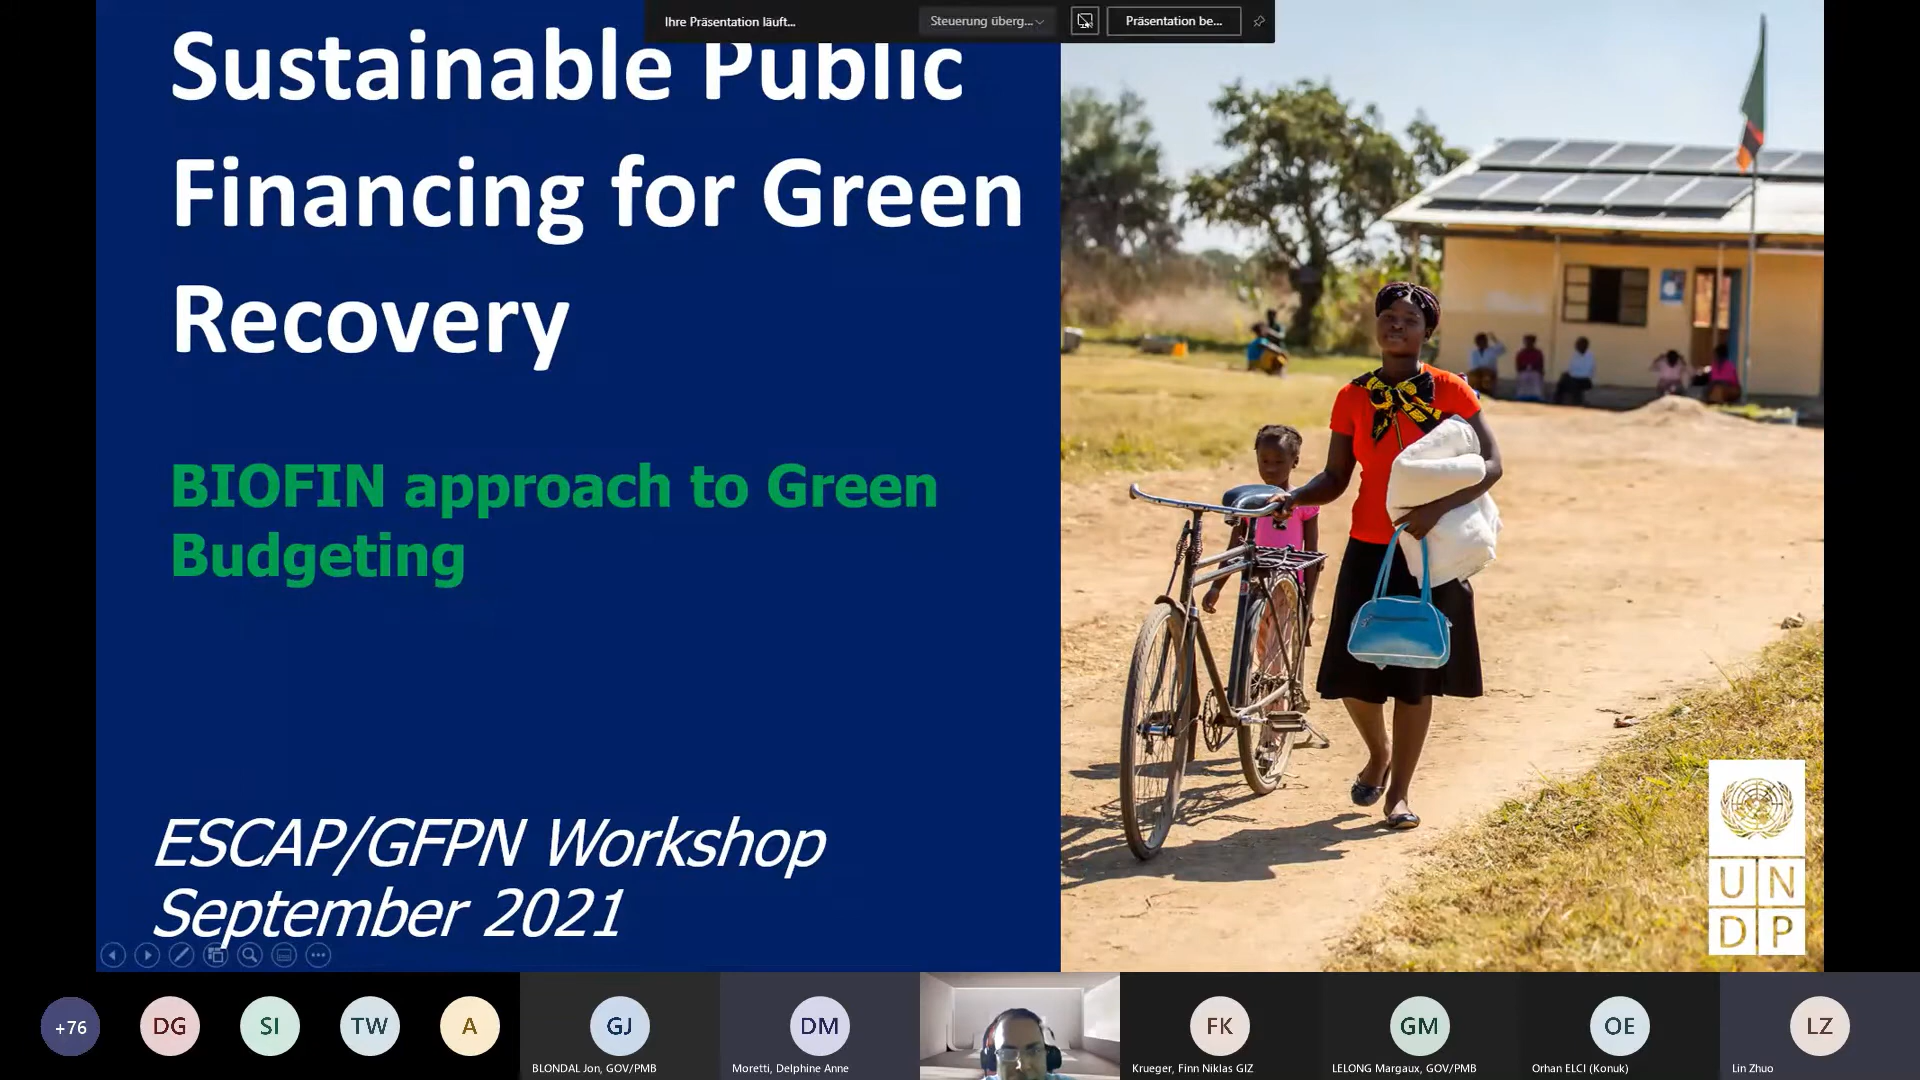 Ihre Präsentation läuft...
Steuerung überg...
Präsentation be...
Sustainable Public
Financing for Green
Recovery
BIOFIN approach to Green
Budgeting
ESCAP/GFPN Workshop
September 2021
U N
D P
+76
DG
SI
TW
A
GJ
BLONDAL Jon, GOV/PMB
DM
Moretti, Delphine Anne
FK
Krueger, Finn Niklas GIZ
GM
LELONG Margaux, GOV/PMB
OE
Orhan ELCI (Konuk)
LZ
Lin Zhuo